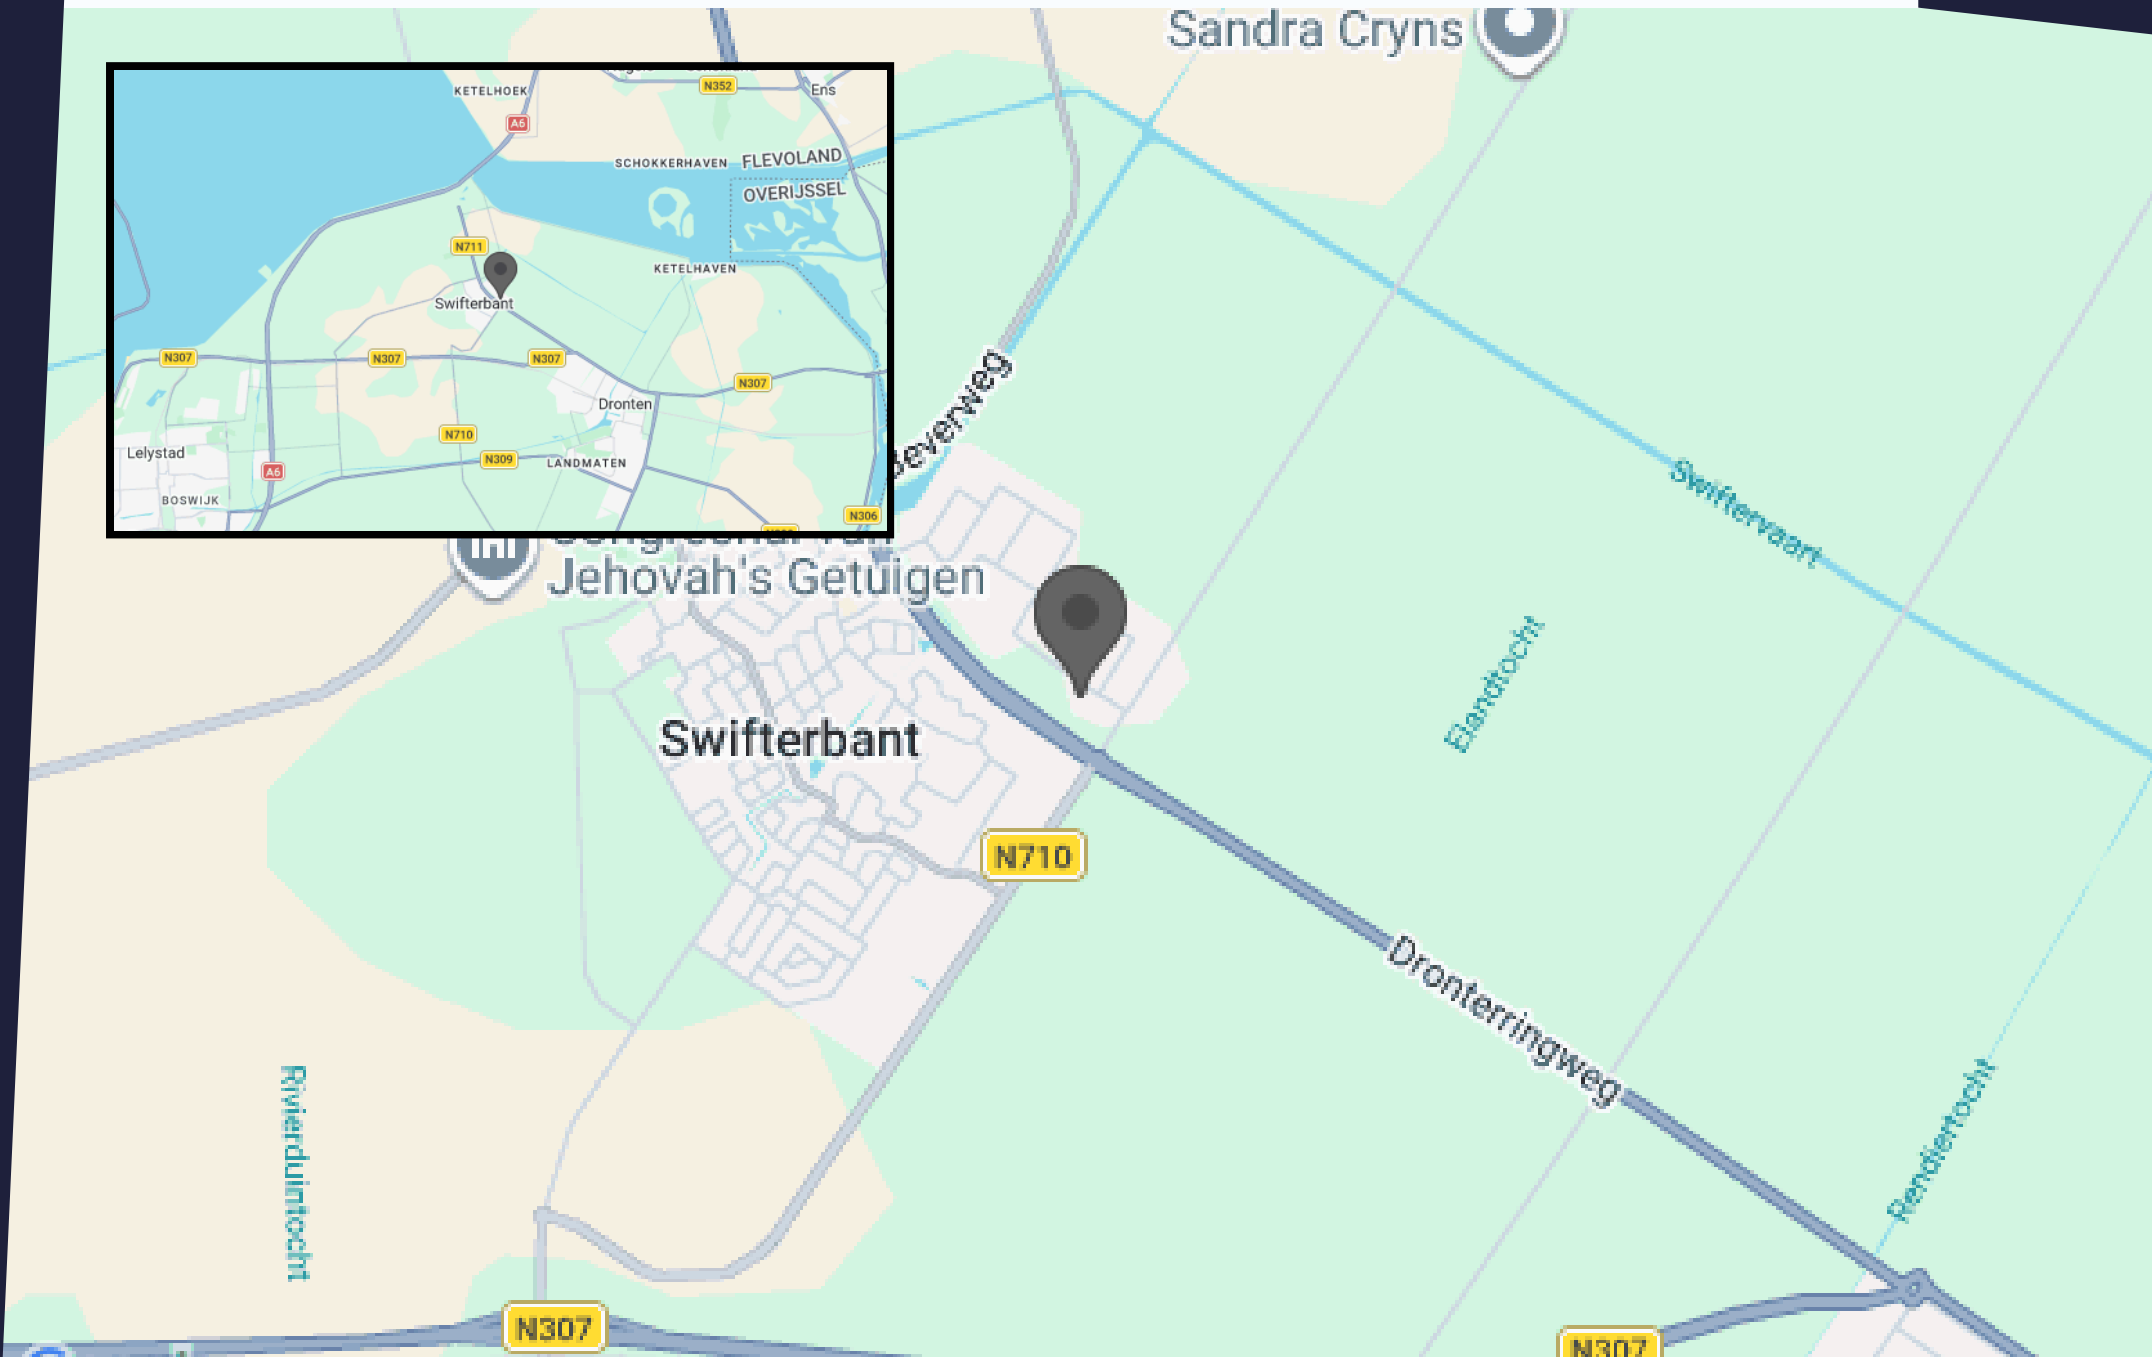 Sandra Cryns
KETELHOEK
N352
Ens
A6
SCHOKKERHAVEN
FLEVOLAND
OVERIJSSEL
N711
KETELHAVEN
Swifterbant
N307
N307
N307
N307
Dronten
N710
Lelystad
N309
LANDMATEN
A6
BOSWIJK
N306
Beverweg
Jehovah's Getuigen
Swiftervaart
Elandtocht
Swifterbant
N710
Dronterringweg
Rendiertocht
Rivierduintocht
N307
N307